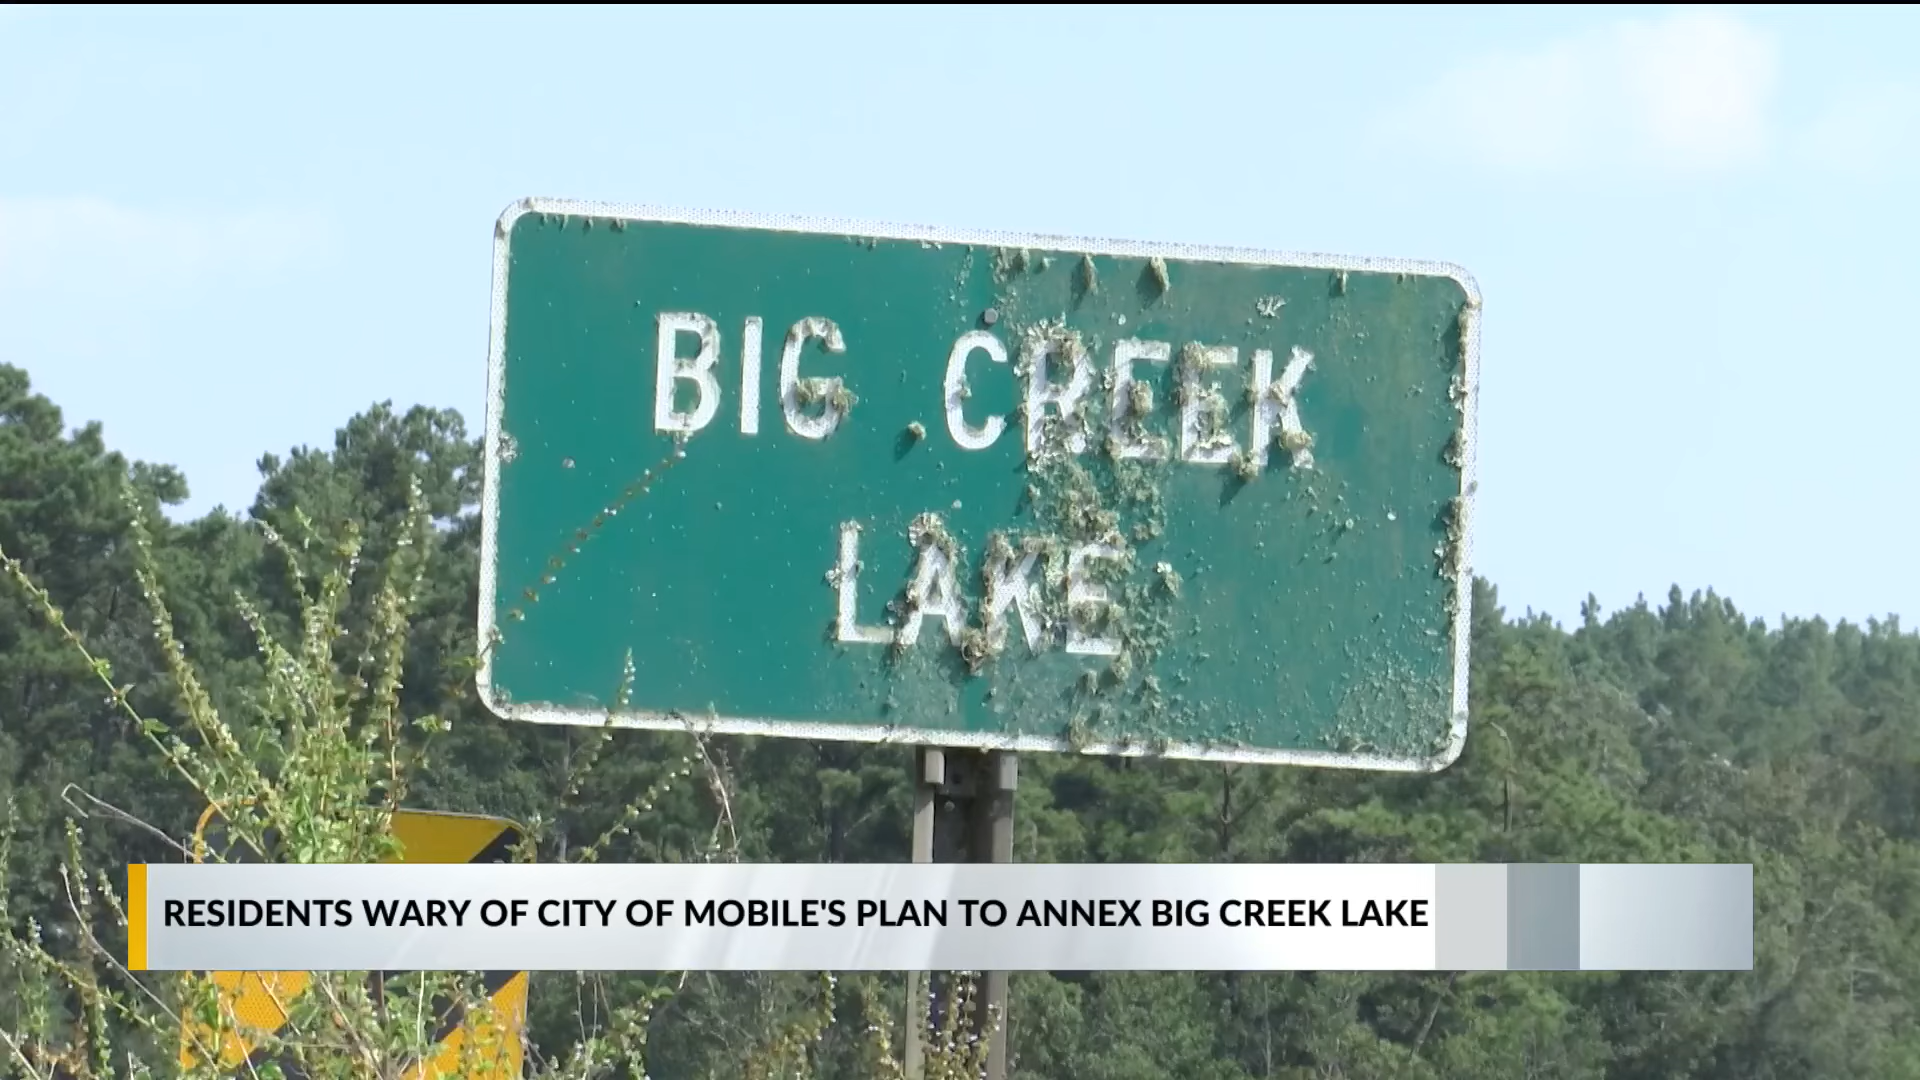 BIG CREEK
LAKE
RESIDENTS WARY OF CITY OF MOBILE'S PLAN TO ANNEX BIG CREEK LAKE